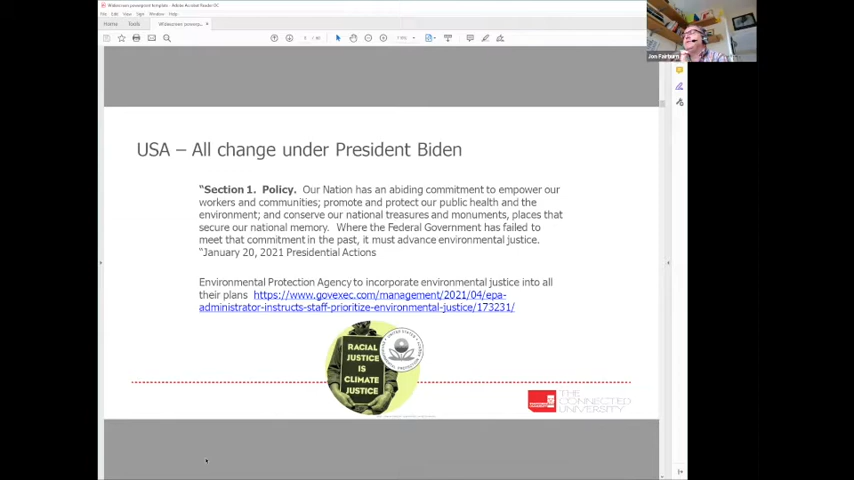 Home
Tools
Jon Fairburn
USA – All change under President Biden
“Section 1.  Policy.  Our Nation has an abiding commitment to empower our
workers and communities; promote and protect our public health and the
environment; and conserve our national treasures and monuments, places that
secure our national memory.   Where the Federal Government has failed to
meet that commitment in the past, it must advance environmental justice.
“January 20, 2021 Presidential Actions
Environmental Protection Agency to incorporate environmental justice into all
their plans  https://www.govexec.com/management/2021/04/epa-
administrator-instructs-staff-prioritize-environmental-justice/173231/
RACIAL
JUSTICE
IS
CLIMATE
JUSTICE
THE
CONNECTED
UNIVERSITY